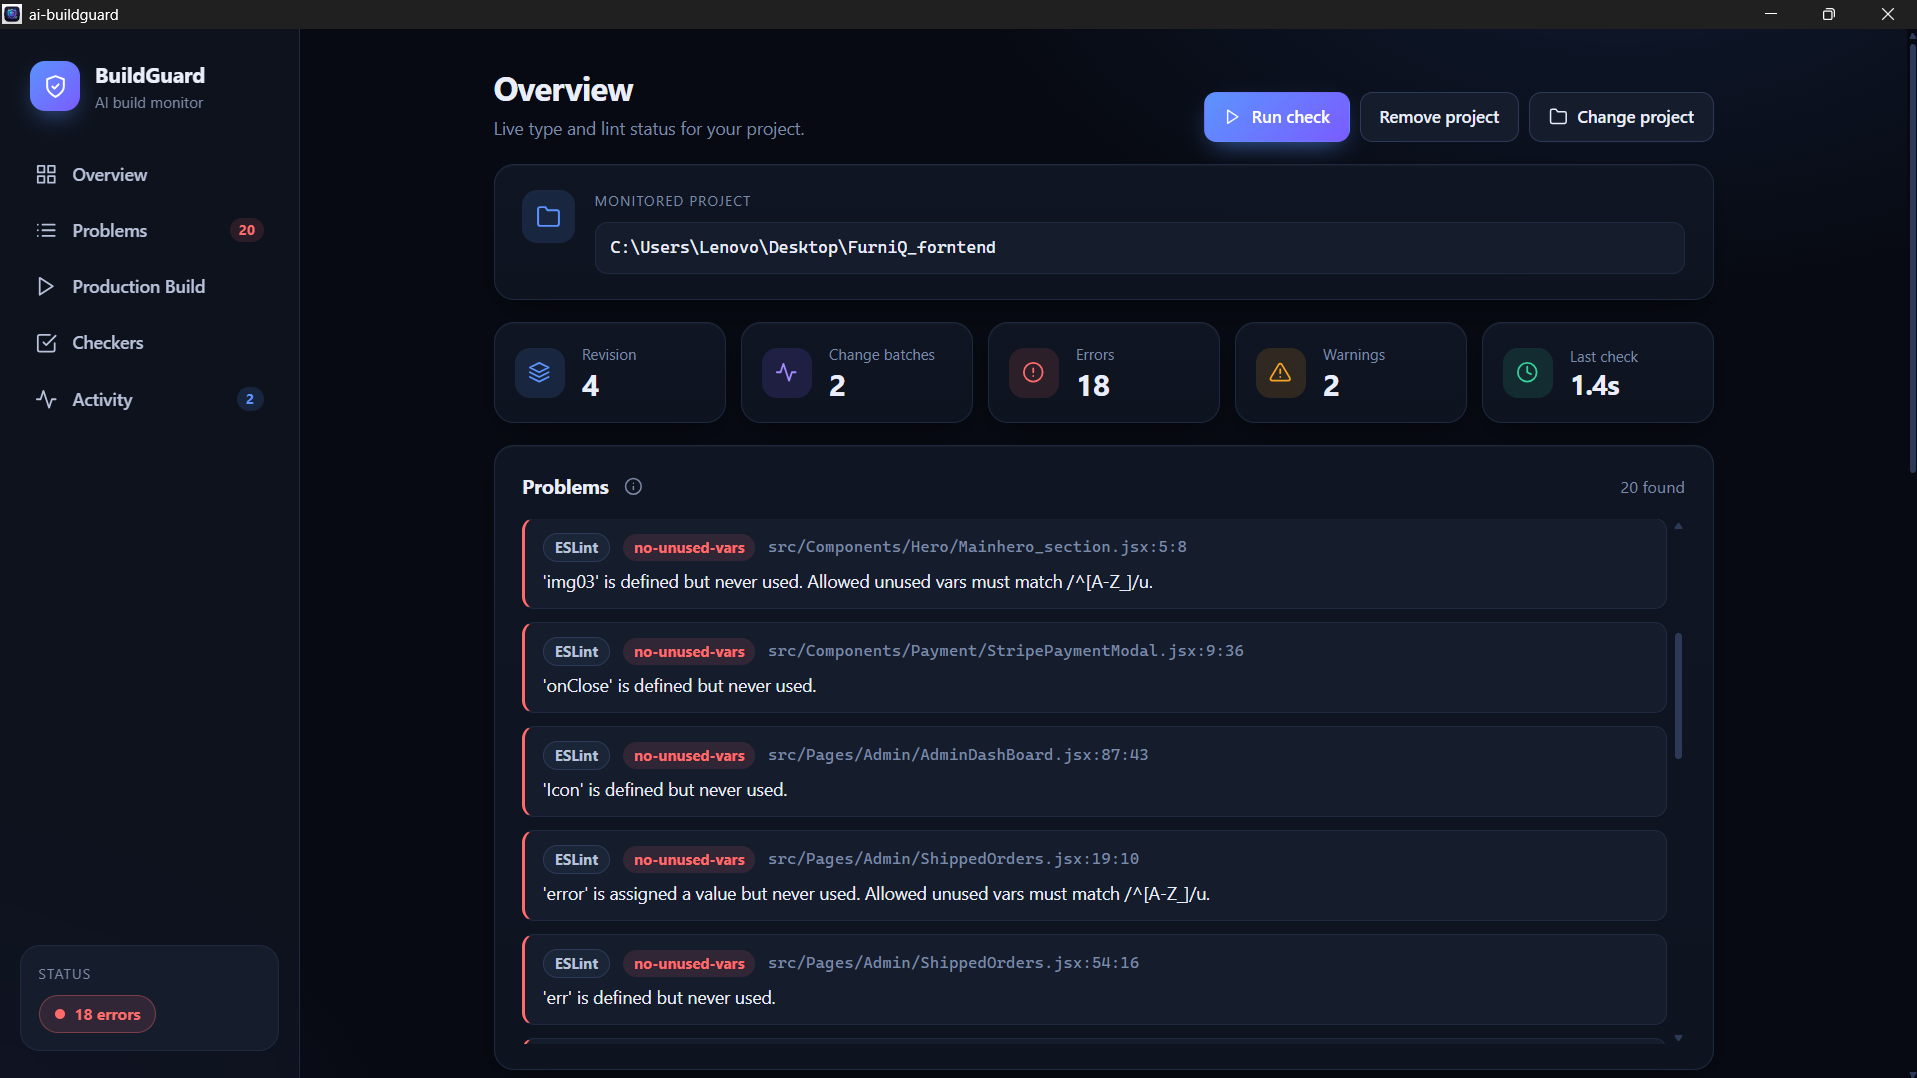 ai-buildguard
BuildGuard
AI build monitor
Overview
Problems 20
Production Build
Checkers
Activity 2
STATUS
18 errors
Overview
Live type and lint status for your project.
Run check
Remove project
Change project
MONITORED PROJECT
C:\Users\Lenovo\Desktop\FurniQ_forntend
Revision
4
Change batches
2
Errors
18
Warnings
2
Last check
1.4s
Problems
20 found
ESLint no-unused-vars src/Components/Hero/Mainhero_section.jsx:5:8
'img03' is defined but never used. Allowed unused vars must match /^[A-Z_]/u.
ESLint no-unused-vars src/Components/Payment/StripePaymentModal.jsx:9:36
'onClose' is defined but never used.
ESLint no-unused-vars src/Pages/Admin/AdminDashBoard.jsx:87:43
'Icon' is defined but never used.
ESLint no-unused-vars src/Pages/Admin/ShippedOrders.jsx:19:10
'error' is assigned a value but never used. Allowed unused vars must match /^[A-Z_]/u.
ESLint no-unused-vars src/Pages/Admin/ShippedOrders.jsx:54:16
'err' is defined but never used.